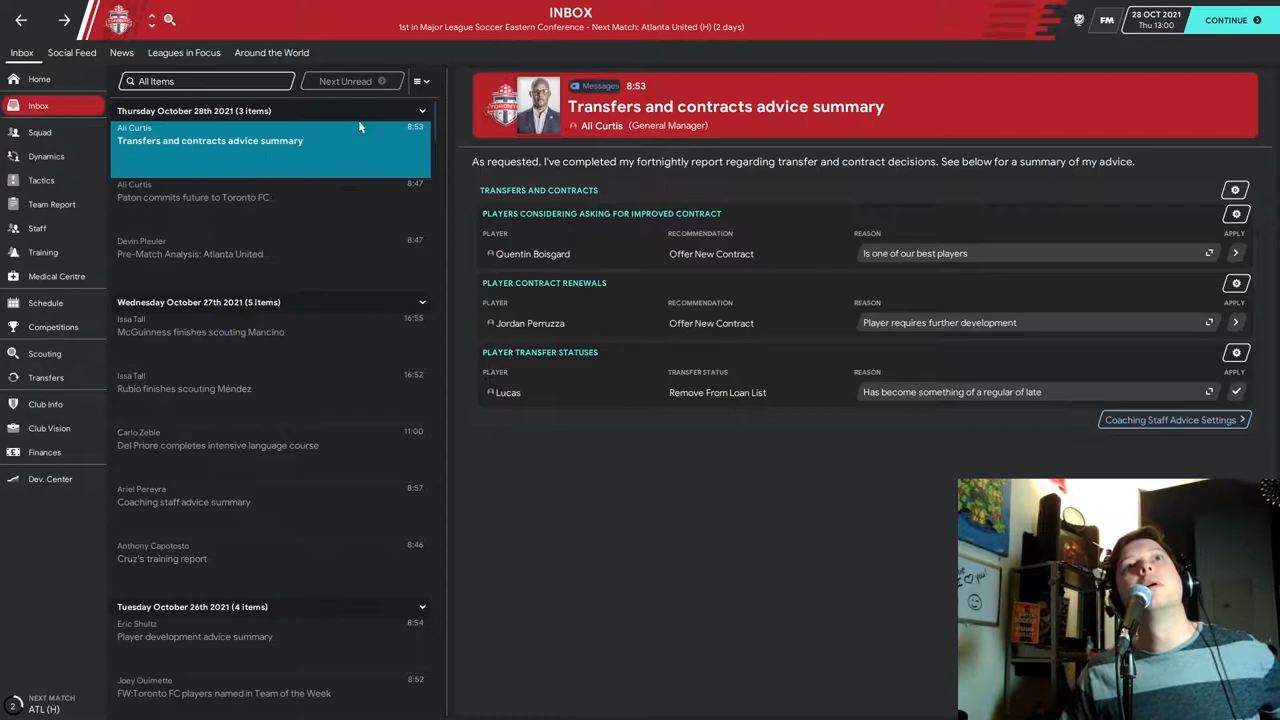 INBOX
1st in Major League Soccer Eastern Conference - Next Match: Atlanta United (H) (2 days)
FM
28 OCT 2021
Thu 13:00
CONTINUE
Inbox
Social Feed
News
Leagues in Focus
Around the World
Home
Inbox
Squad
Dynamics
Tactics
Team Report
Staff
Training
Medical Centre
Schedule
Competitions
Scouting
Transfers
Club Info
Club Vision
Finances
Dev. Center
NEXT MATCH
2
ATL (H)
All Items
Next Unread
Thursday October 28th 2021 (3 items)
Ali Curtis 8:53
Transfers and contracts advice summary
Ali Curtis 8:47
Paton commits future to Toronto FC
Devin Pleuler 8:47
Pre-Match Analysis: Atlanta United
Wednesday October 27th 2021 (5 items)
Issa Tall 16:55
McGuinness finishes scouting Mancino
Issa Tall 16:52
Rubio finishes scouting Méndez
Carlo Zebie 11:00
Del Priore completes intensive language course
Ariel Pereyra 8:57
Coaching staff advice summary
Anthony Capotosto 8:46
Cruz's training report
Tuesday October 26th 2021 (4 items)
Eric Shultz 8:54
Player development advice summary
Joey Ouimette 8:52
FW:Toronto FC players named in Team of the Week
Messages 8:53
Transfers and contracts advice summary
Ali Curtis (General Manager)
As requested, I've completed my fortnightly report regarding transfer and contract decisions. See below for a summary of my advice.
TRANSFERS AND CONTRACTS
PLAYERS CONSIDERING ASKING FOR IMPROVED CONTRACT
PLAYER RECOMMENDATION REASON APPLY
Quentin Boisgard Offer New Contract Is one of our best players
PLAYER CONTRACT RENEWALS
PLAYER RECOMMENDATION REASON APPLY
Jordan Perruzza Offer New Contract Player requires further development
PLAYER TRANSFER STATUSES
PLAYER TRANSFER STATUS REASON APPLY
Lucas Remove From Loan List Has become something of a regular of late
Coaching Staff Advice Settings